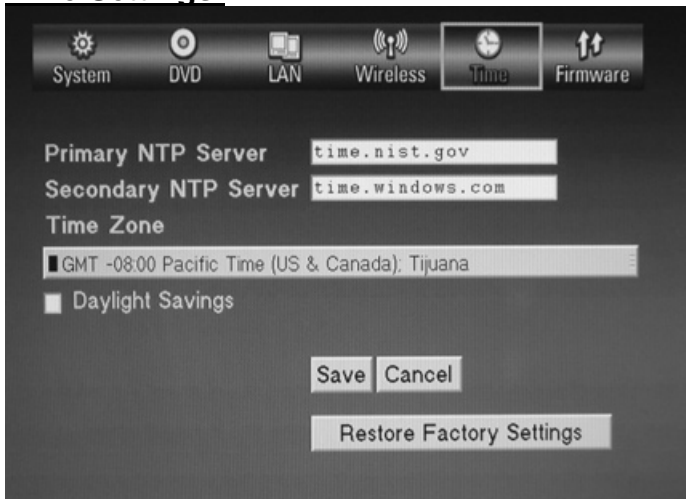 System DVD LAN Wireless Time Firmware
Primary NTP Server time.nist.gov
Secondary NTP Server time.windows.com
Time Zone
GMT -08:00 Pacific Time (US & Canada); Tijuana
Daylight Savings
Save Cancel
Restore Factory Settings